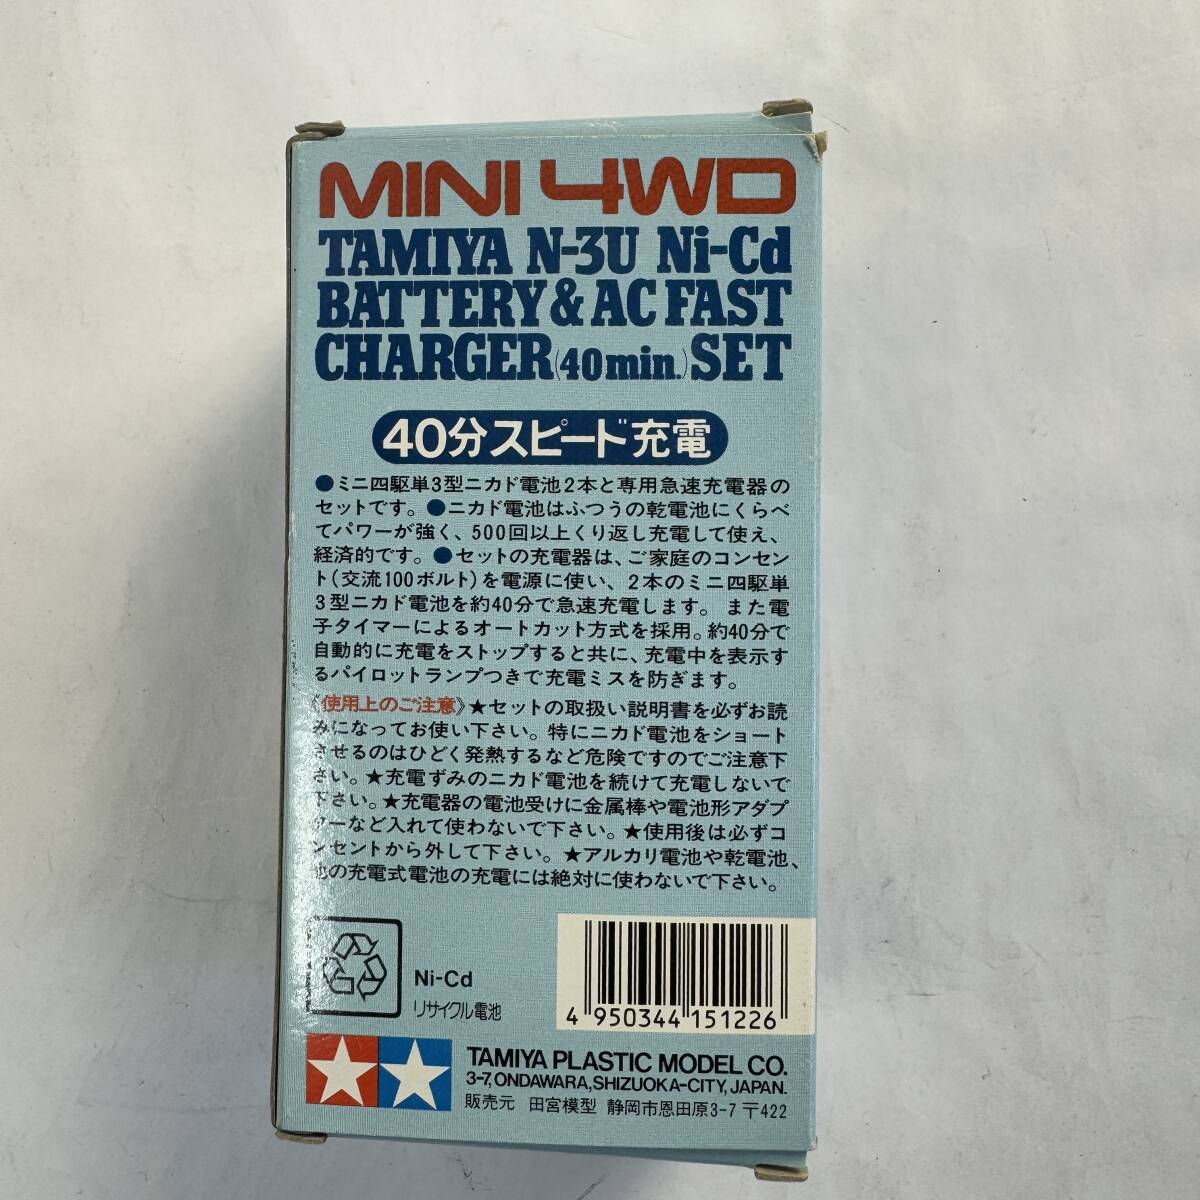 MINI 4WD
TAMIYA N-3U Ni-Cd
BATTERY & AC FAST
CHARGER (40min.) SET
40分スピード充電
●ミニ四駆単3型ニカド電池2本と専用急速充電器の
セットです。●ニカド電池はふつうの乾電池にくらべ
てパワーが強く、500回以上くり返し充電して使え、
経済的です。●セットの充電器は、ご家庭のコンセン
ト(交流100ボルト)を電源に使い、2本のミニ四駆単
3型ニカド電池を約40分で急速充電します。また電
子タイマーによるオートカット方式を採用。約40分で
自動的に充電をストップすると共に、充電中を表示す
るパイロットランプつきで充電ミスを防ぎます。
《使用上のご注意》★セットの取扱い説明書を必ずお読
みになってお使い下さい。特にニカド電池をショート
させるのはひどく発熱するなど危険ですのでご注意下
さい。★充電ずみのニカド電池を続けて充電しないで
下さい。★充電器の電池受けに金属棒や電池形アダプ
ターなど入れて使わないで下さい。★使用後は必ずコ
ンセントから外して下さい。★アルカリ電池や乾電池、
他の充電式電池の充電には絶対に使わないで下さい。
Ni-Cd
リサイクル電池
4 950344 151226
TAMIYA PLASTIC MODEL CO.
3-7, ONDAWARA, SHIZUOKA-CITY, JAPAN.
販売元 田宮模型 静岡市恩田原3-7 〒422